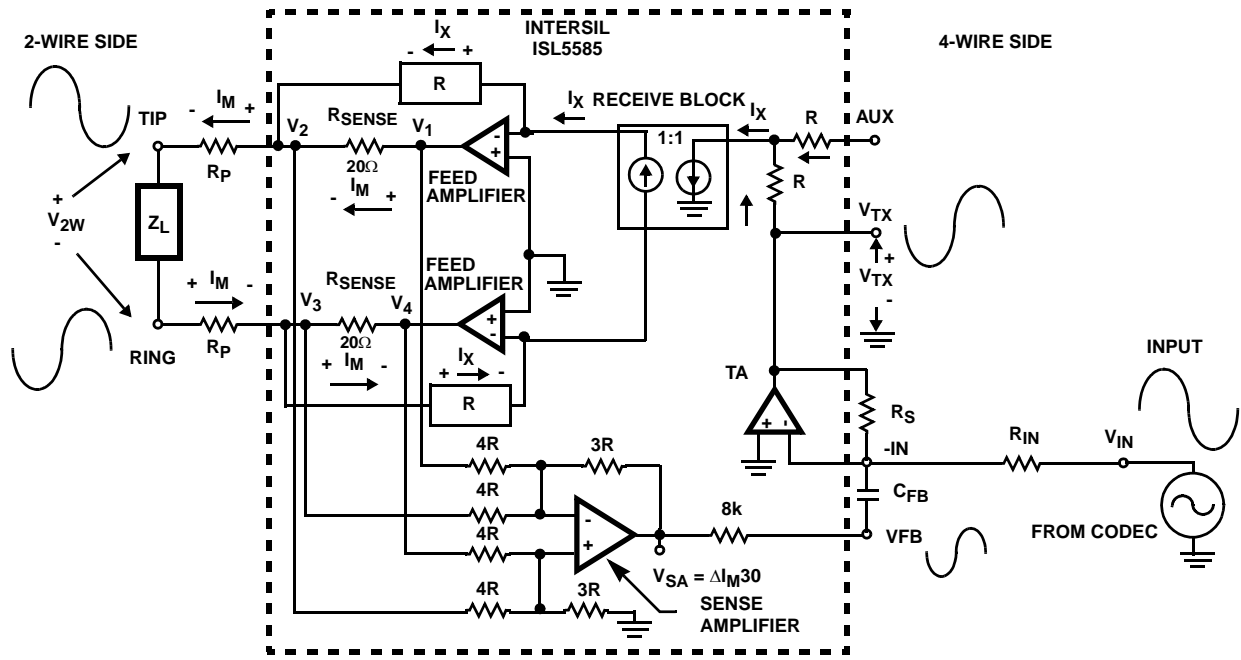 INTERSIL
ISL5585
2-WIRE SIDE
4-WIRE SIDE
I_X
- +
R
I_M
- +
TIP
R_P
V_2
R_SENSE
20Ω
I_M
- +
V_1
- +
FEED
AMPLIFIER
I_X
RECEIVE BLOCK
1:1
I_X
R
AUX
R
V_TX
+
V_TX
-
+
V_2W
-
Z_L
I_M
+ -
R_P
RING
V_3
R_SENSE
20Ω
I_M
+ -
V_4
FEED
AMPLIFIER
+ -
I_X
+ -
R
TA
+ -
R_S
-IN
R_IN
V_IN
INPUT
C_FB
FROM CODEC
VFB
8k
4R
3R
4R
4R
4R
3R
-
+
V_SA = ΔI_M30
SENSE
AMPLIFIER